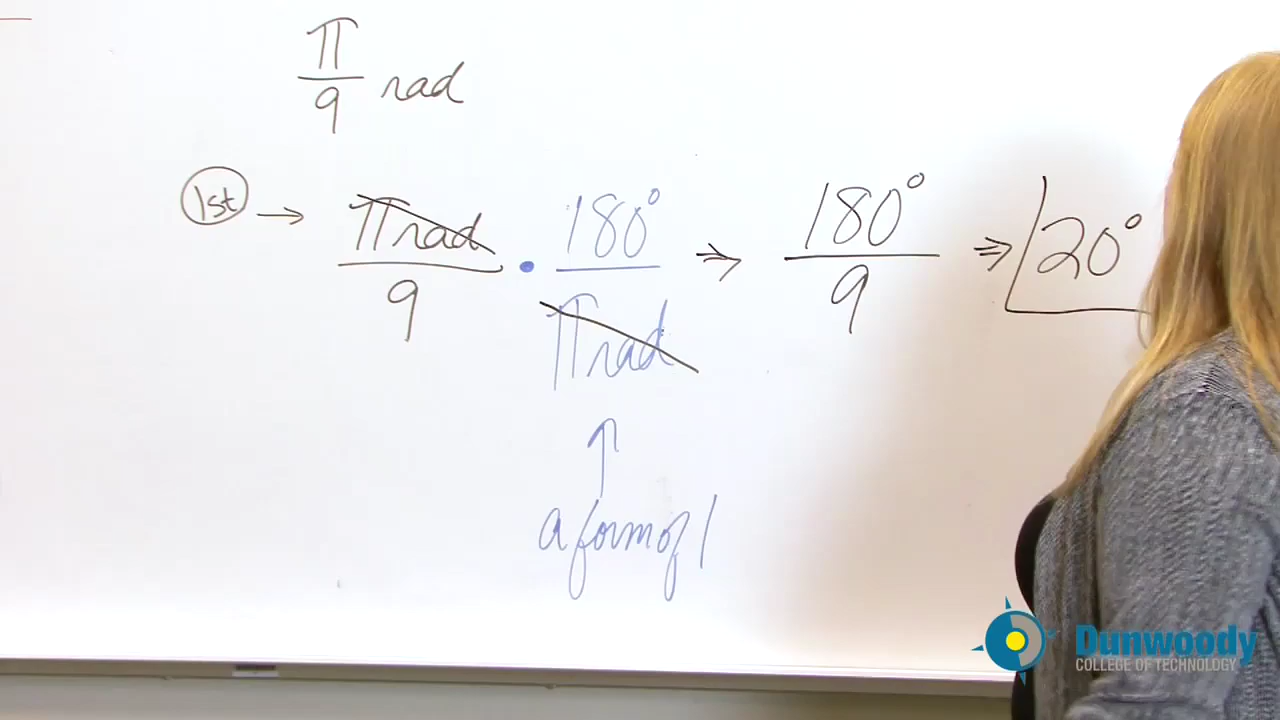 π/9 rad
1st → π rad/9 • 180°/π rad ⇒ 180°/9 ⇒ 20°
↑
a form of 1
Dunwoody
COLLEGE OF TECHNOLOGY